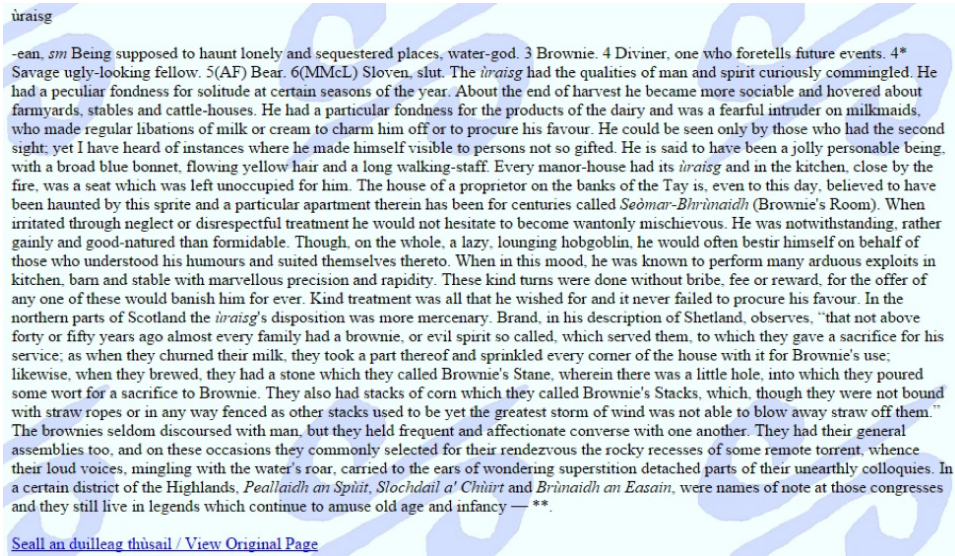 ùraisg
-ean, sm Being supposed to haunt lonely and sequestered places, water-god. 3 Brownie. 4 Diviner, one who foretells future events. 4*
Savage ugly-looking fellow. 5(AF) Bear. 6(MMcL) Sloven, slut. The ùraisg had the qualities of man and spirit curiously commingled. He
had a peculiar fondness for solitude at certain seasons of the year. About the end of harvest he became more sociable and hovered about
farmyards, stables and cattle-houses. He had a particular fondness for the products of the dairy and was a fearful intruder on milkmaids,
who made regular libations of milk or cream to charm him off or to procure his favour. He could be seen only by those who had the second
sight; yet I have heard of instances where he made himself visible to persons not so gifted. He is said to have been a jolly personable being,
with a broad blue bonnet, flowing yellow hair and a long walking-staff. Every manor-house had its ùraisg and in the kitchen, close by the
fire, was a seat which was left unoccupied for him. The house of a proprietor on the banks of the Tay is, even to this day, believed to have
been haunted by this sprite and a particular apartment therein has been for centuries called Seòmar-Bhrùnaidh (Brownie's Room). When
irritated through neglect or disrespectful treatment he would not hesitate to become wantonly mischievous. He was notwithstanding, rather
gainly and good-natured than formidable. Though, on the whole, a lazy, lounging hobgoblin, he would often bestir himself on behalf of
those who understood his humours and suited themselves thereto. When in this mood, he was known to perform many arduous exploits in
kitchen, barn and stable with marvellous precision and rapidity. These kind turns were done without bribe, fee or reward, for the offer of
any one of these would banish him for ever. Kind treatment was all that he wished for and it never failed to procure his favour. In the
northern parts of Scotland the ùraisg's disposition was more mercenary. Brand, in his description of Shetland, observes, “that not above
forty or fifty years ago almost every family had a brownie, or evil spirit so called, which served them, to which they gave a sacrifice for his
service; as when they churned their milk, they took a part thereof and sprinkled every corner of the house with it for Brownie's use;
likewise, when they brewed, they had a stone which they called Brownie's Stane, wherein there was a little hole, into which they poured
some wort for a sacrifice to Brownie. They also had stacks of corn which they called Brownie's Stacks, which, though they were not bound
with straw ropes or in any way fenced as other stacks used to be yet the greatest storm of wind was not able to blow away straw off them.”
The brownies seldom discoursed with man, but they held frequent and affectionate converse with one another. They had their general
assemblies too, and on these occasions they commonly selected for their rendezvous the rocky recesses of some remote torrent, whence
their loud voices, mingling with the water's roar, carried to the ears of wondering superstition detached parts of their unearthly colloquies. In
a certain district of the Highlands, Peallaidh an Spùit, Slochdail a' Chùirt and Brùnaidh an Easain, were names of note at those congresses
and they still live in legends which continue to amuse old age and infancy — **.
Seall an duilleag thùsail / View Original Page